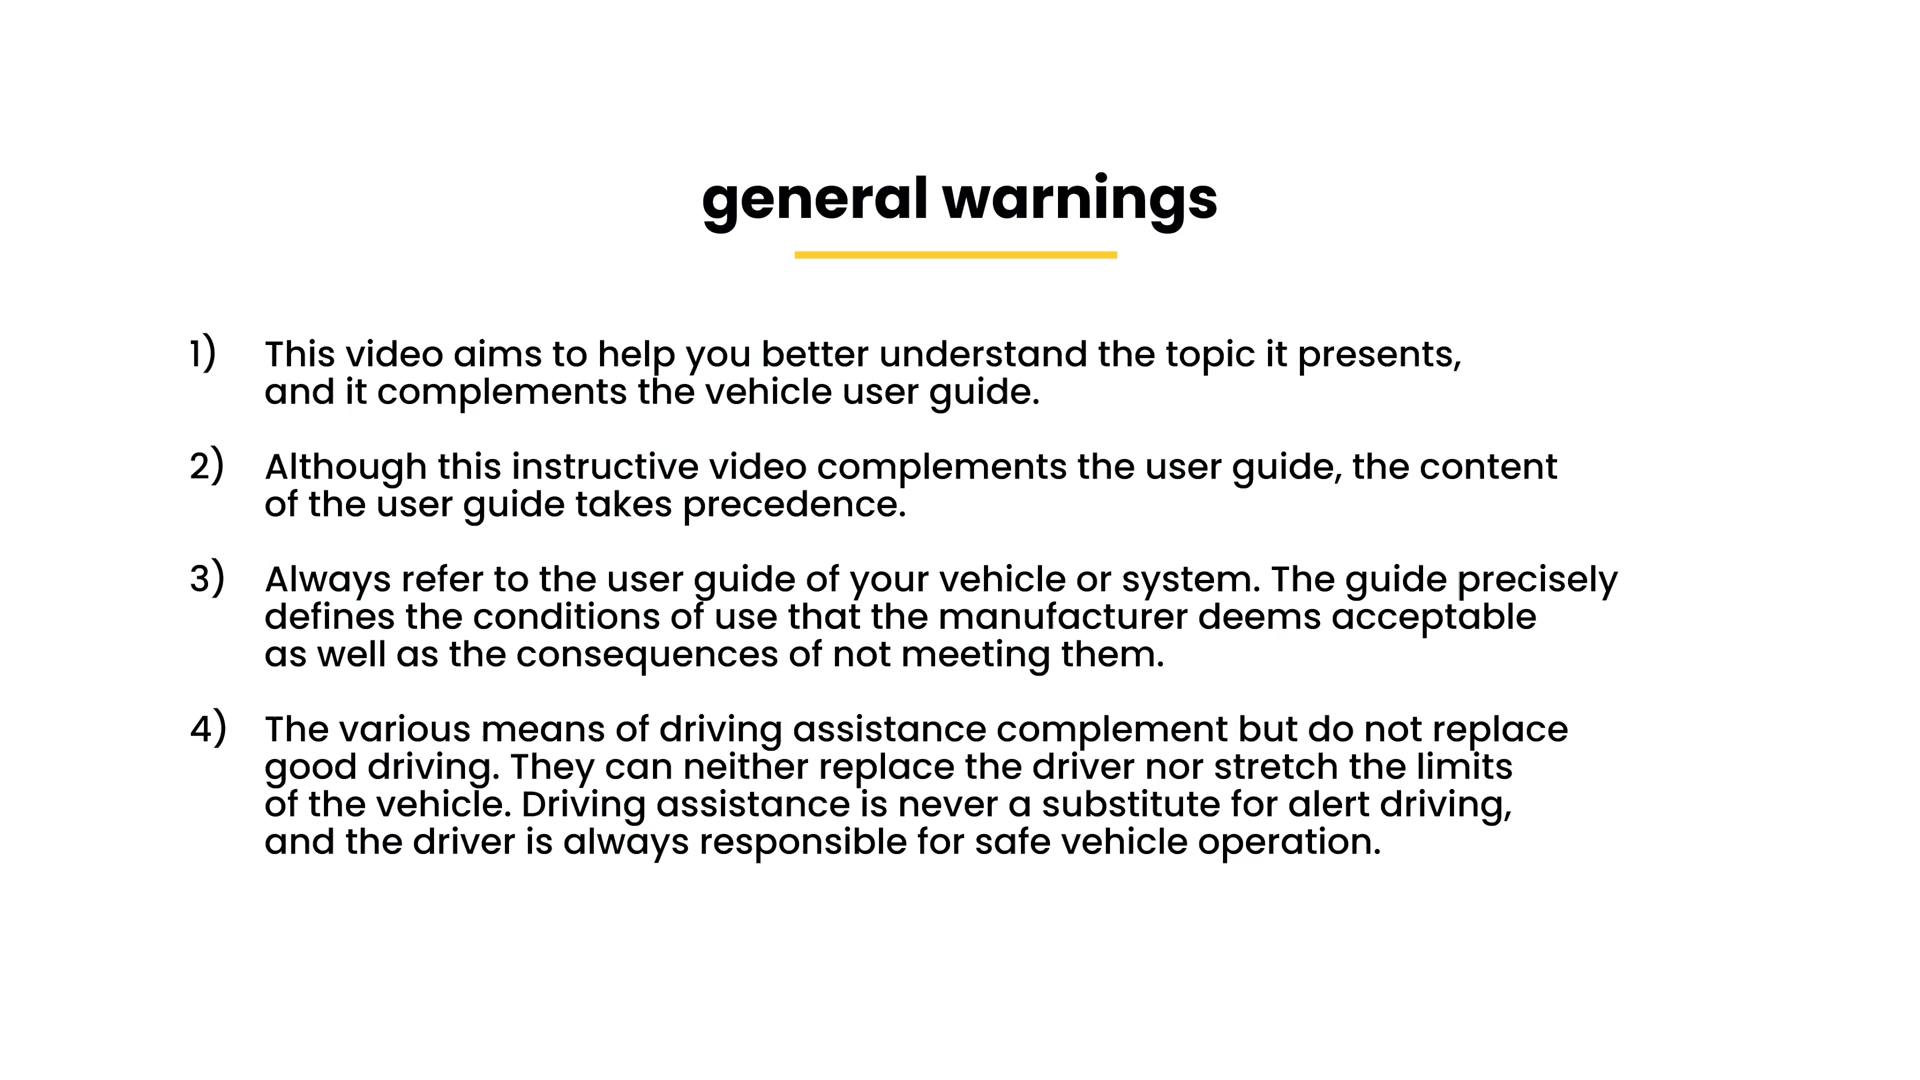 general warnings
1) This video aims to help you better understand the topic it presents,
and it complements the vehicle user guide.
2) Although this instructive video complements the user guide, the content
of the user guide takes precedence.
3) Always refer to the user guide of your vehicle or system. The guide precisely
defines the conditions of use that the manufacturer deems acceptable
as well as the consequences of not meeting them.
4) The various means of driving assistance complement but do not replace
good driving. They can neither replace the driver nor stretch the limits
of the vehicle. Driving assistance is never a substitute for alert driving,
and the driver is always responsible for safe vehicle operation.